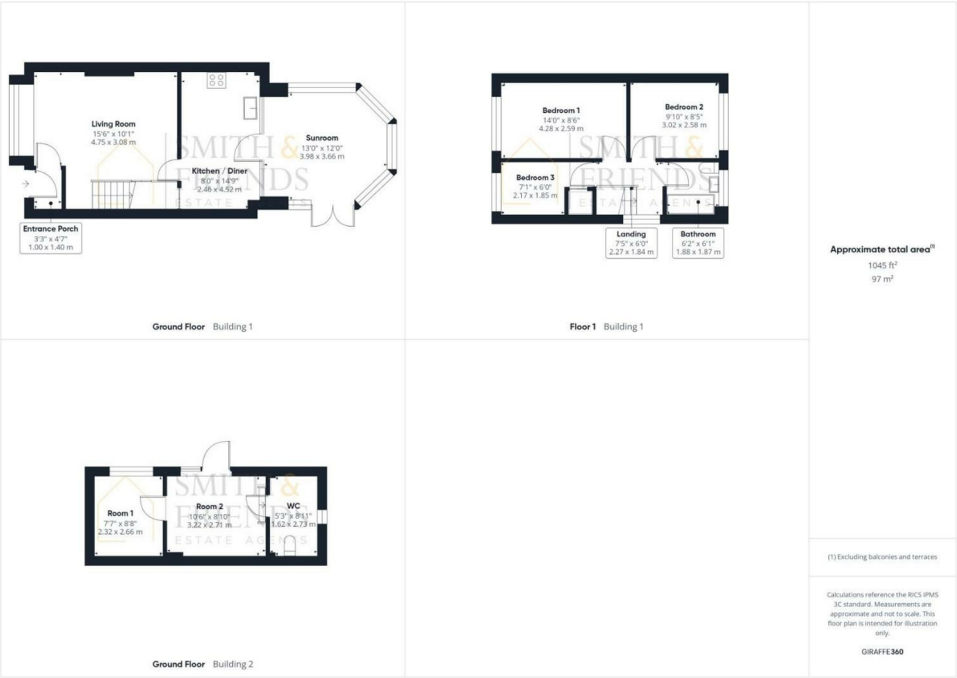 Living Room
15'6" x 10'1"
4.75 x 3.08 m
Kitchen / Diner
8'0" x 14'9"
2.46 x 4.52 m
Sunroom
13'0" x 12'0"
3.98 x 3.66 m
Entrance Porch
3'3" x 4'7"
1.00 x 1.40 m
SMITH &
FRIENDS
ESTATE AGENTS
Ground Floor Building 1
Bedroom 1
14'0" x 8'6"
4.28 x 2.59 m
Bedroom 2
9'10" x 8'5"
3.02 x 2.58 m
Bedroom 3
7'1" x 6'0"
2.17 x 1.85 m
Landing
7'5" x 6'0"
2.27 x 1.84 m
Bathroom
6'2" x 6'1"
1.88 x 1.87 m
SMITH &
FRIENDS
ESTATE AGENTS
Floor 1 Building 1
Room 1
7'7" x 8'8"
2.32 x 2.66 m
Room 2
10'6" x 8'10"
3.22 x 2.71 m
WC
5'3" x 8'11"
1.62 x 2.73 m
SMITH &
FRIENDS
ESTATE AGENTS
Ground Floor Building 2
Approximate total area(1)
1045 ft²
97 m²
(1) Excluding balconies and terraces
Calculations reference the RICS IPMS
3C standard. Measurements are
approximate and not to scale. This
floor plan is intended for illustration
only.
GIRAFFE360